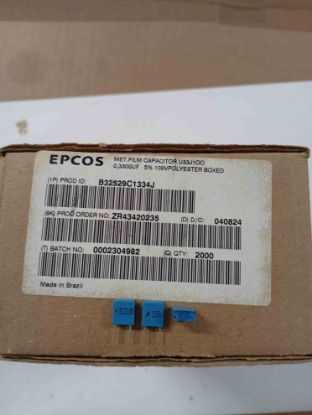 EPCOS
MET.FILM CAPACITOR U33J100
0,3300UF 5% 100VPOLYESTER BOXED
(1P) PROD ID: B32529C1334J
(9K) PROD ORDER NO: ZR43420235 (D) D/C: 040824
(T) BATCH NO: 0002304982 (Q) QTY: 2000
Made in Brazil